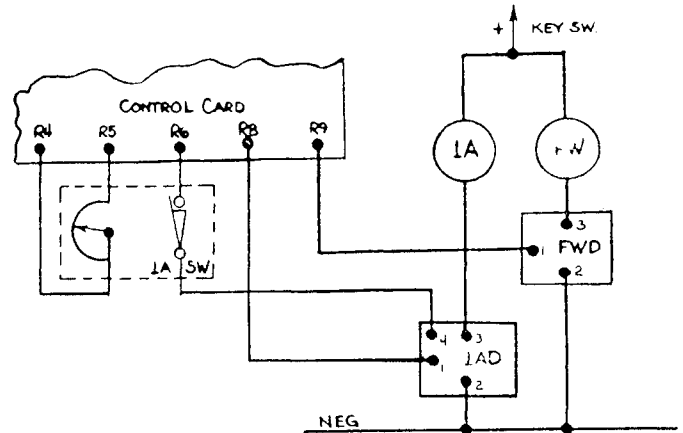 + KEY SW.
CONTROL CARD
R4 R5 R6 R8 R9
1A
FW
3
1 FWD
2
1A SW
4 3
1 1AD
2
NEG